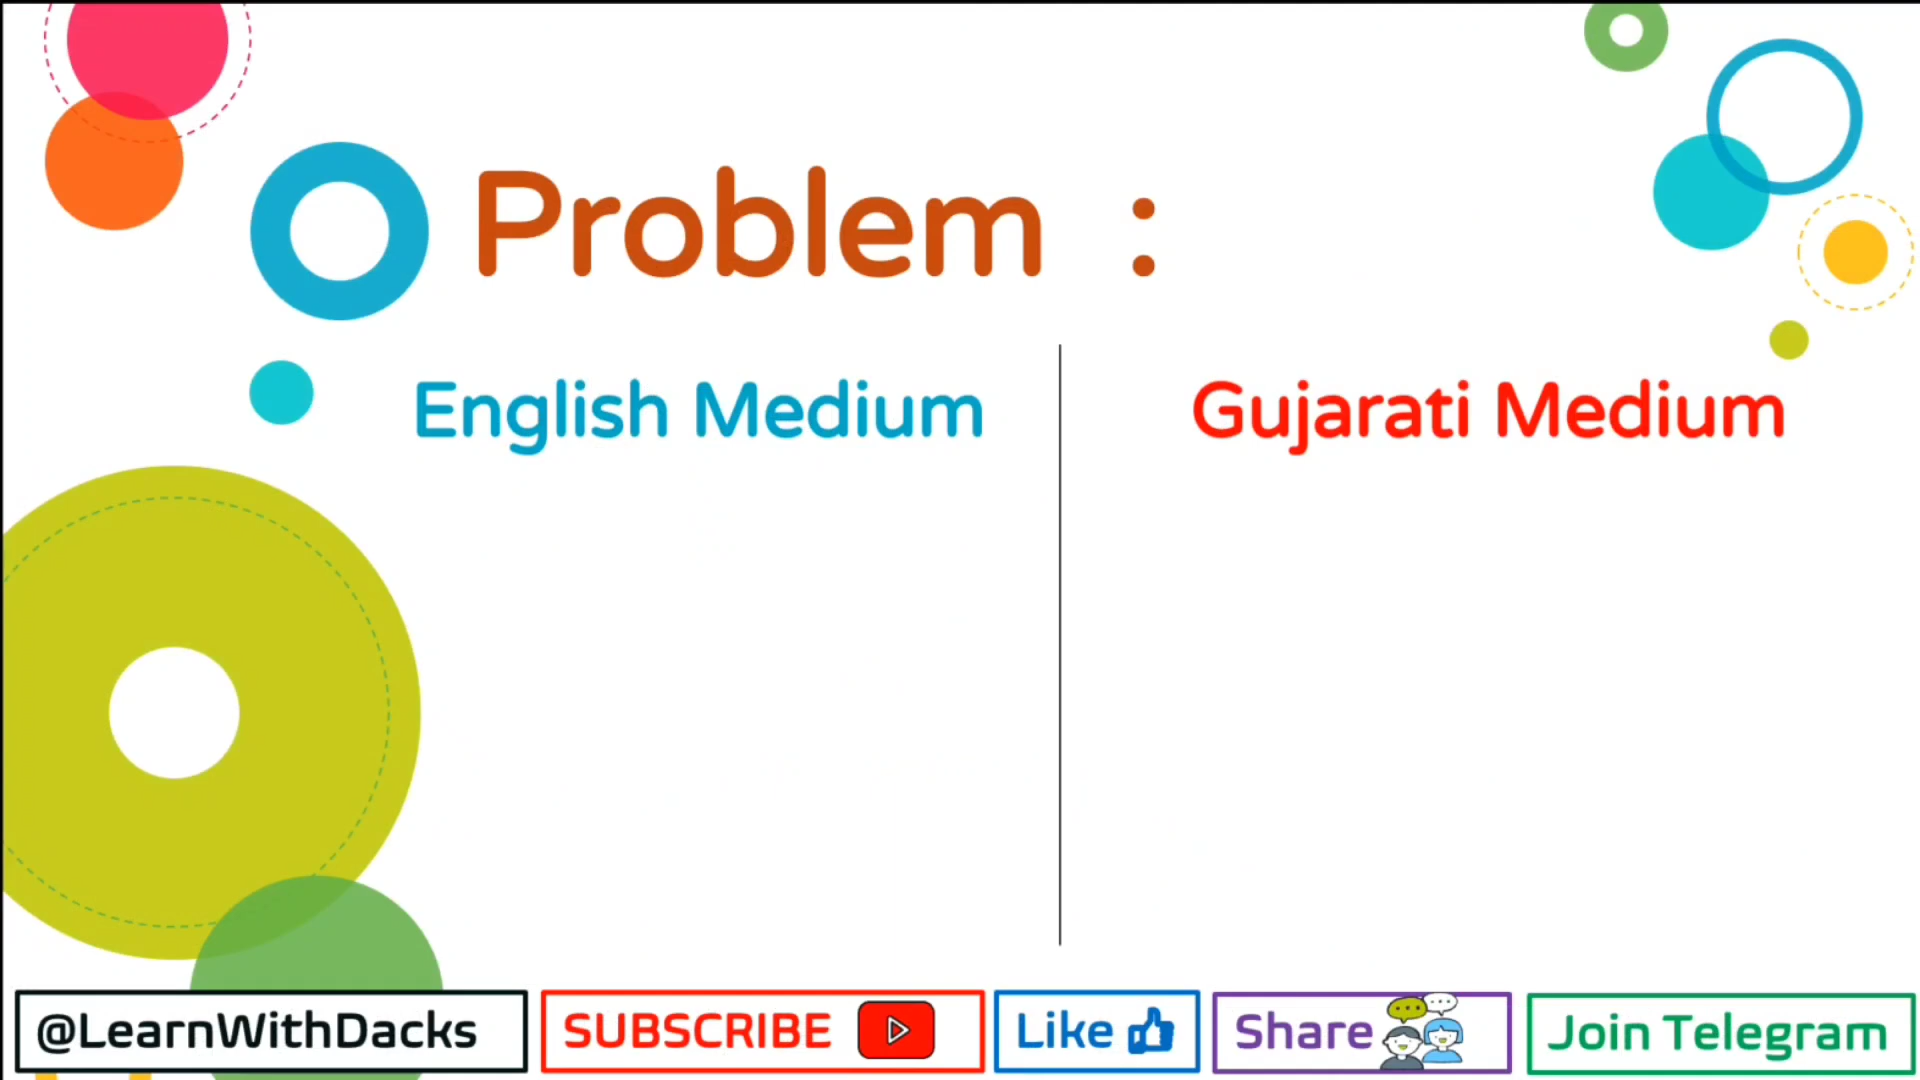 Problem :
English Medium
Gujarati Medium
@LearnWithDacks
SUBSCRIBE
Like
Share
Join Telegram